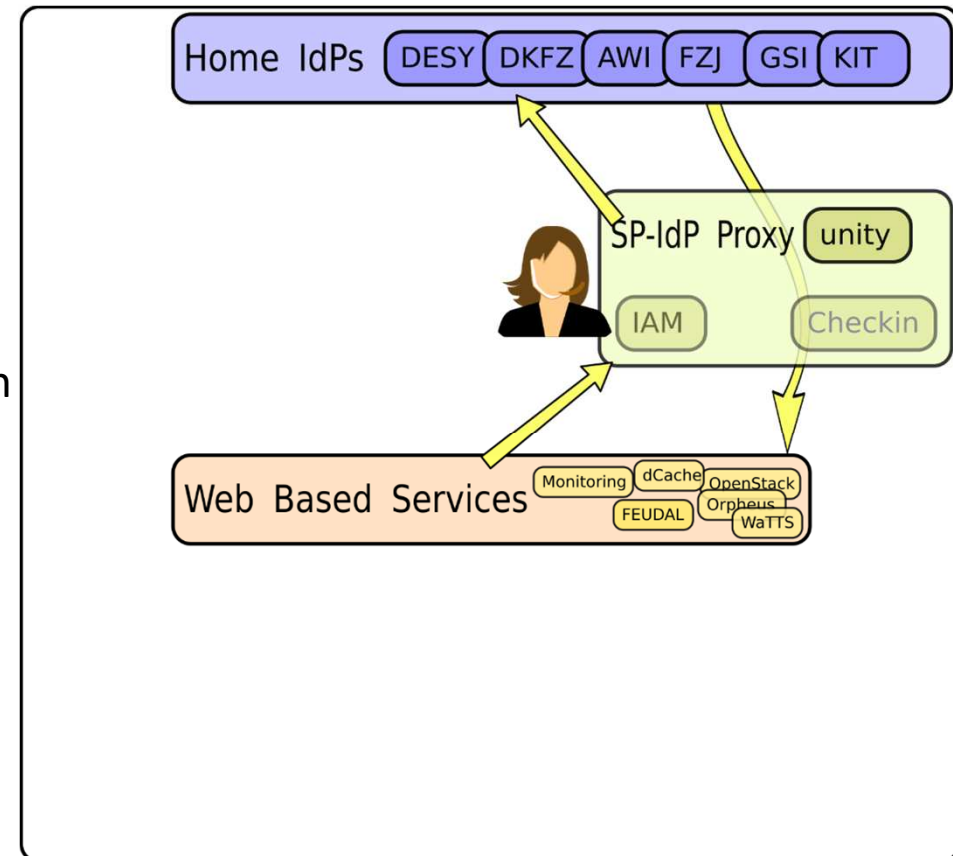 Home IdPs DESY DKFZ AWI FZJ GSI KIT
SP-IdP Proxy unity
IAM Checkin
n
Web Based Services Monitoring dCache OpenStack
FEUDAL Orpheus
WaTTS